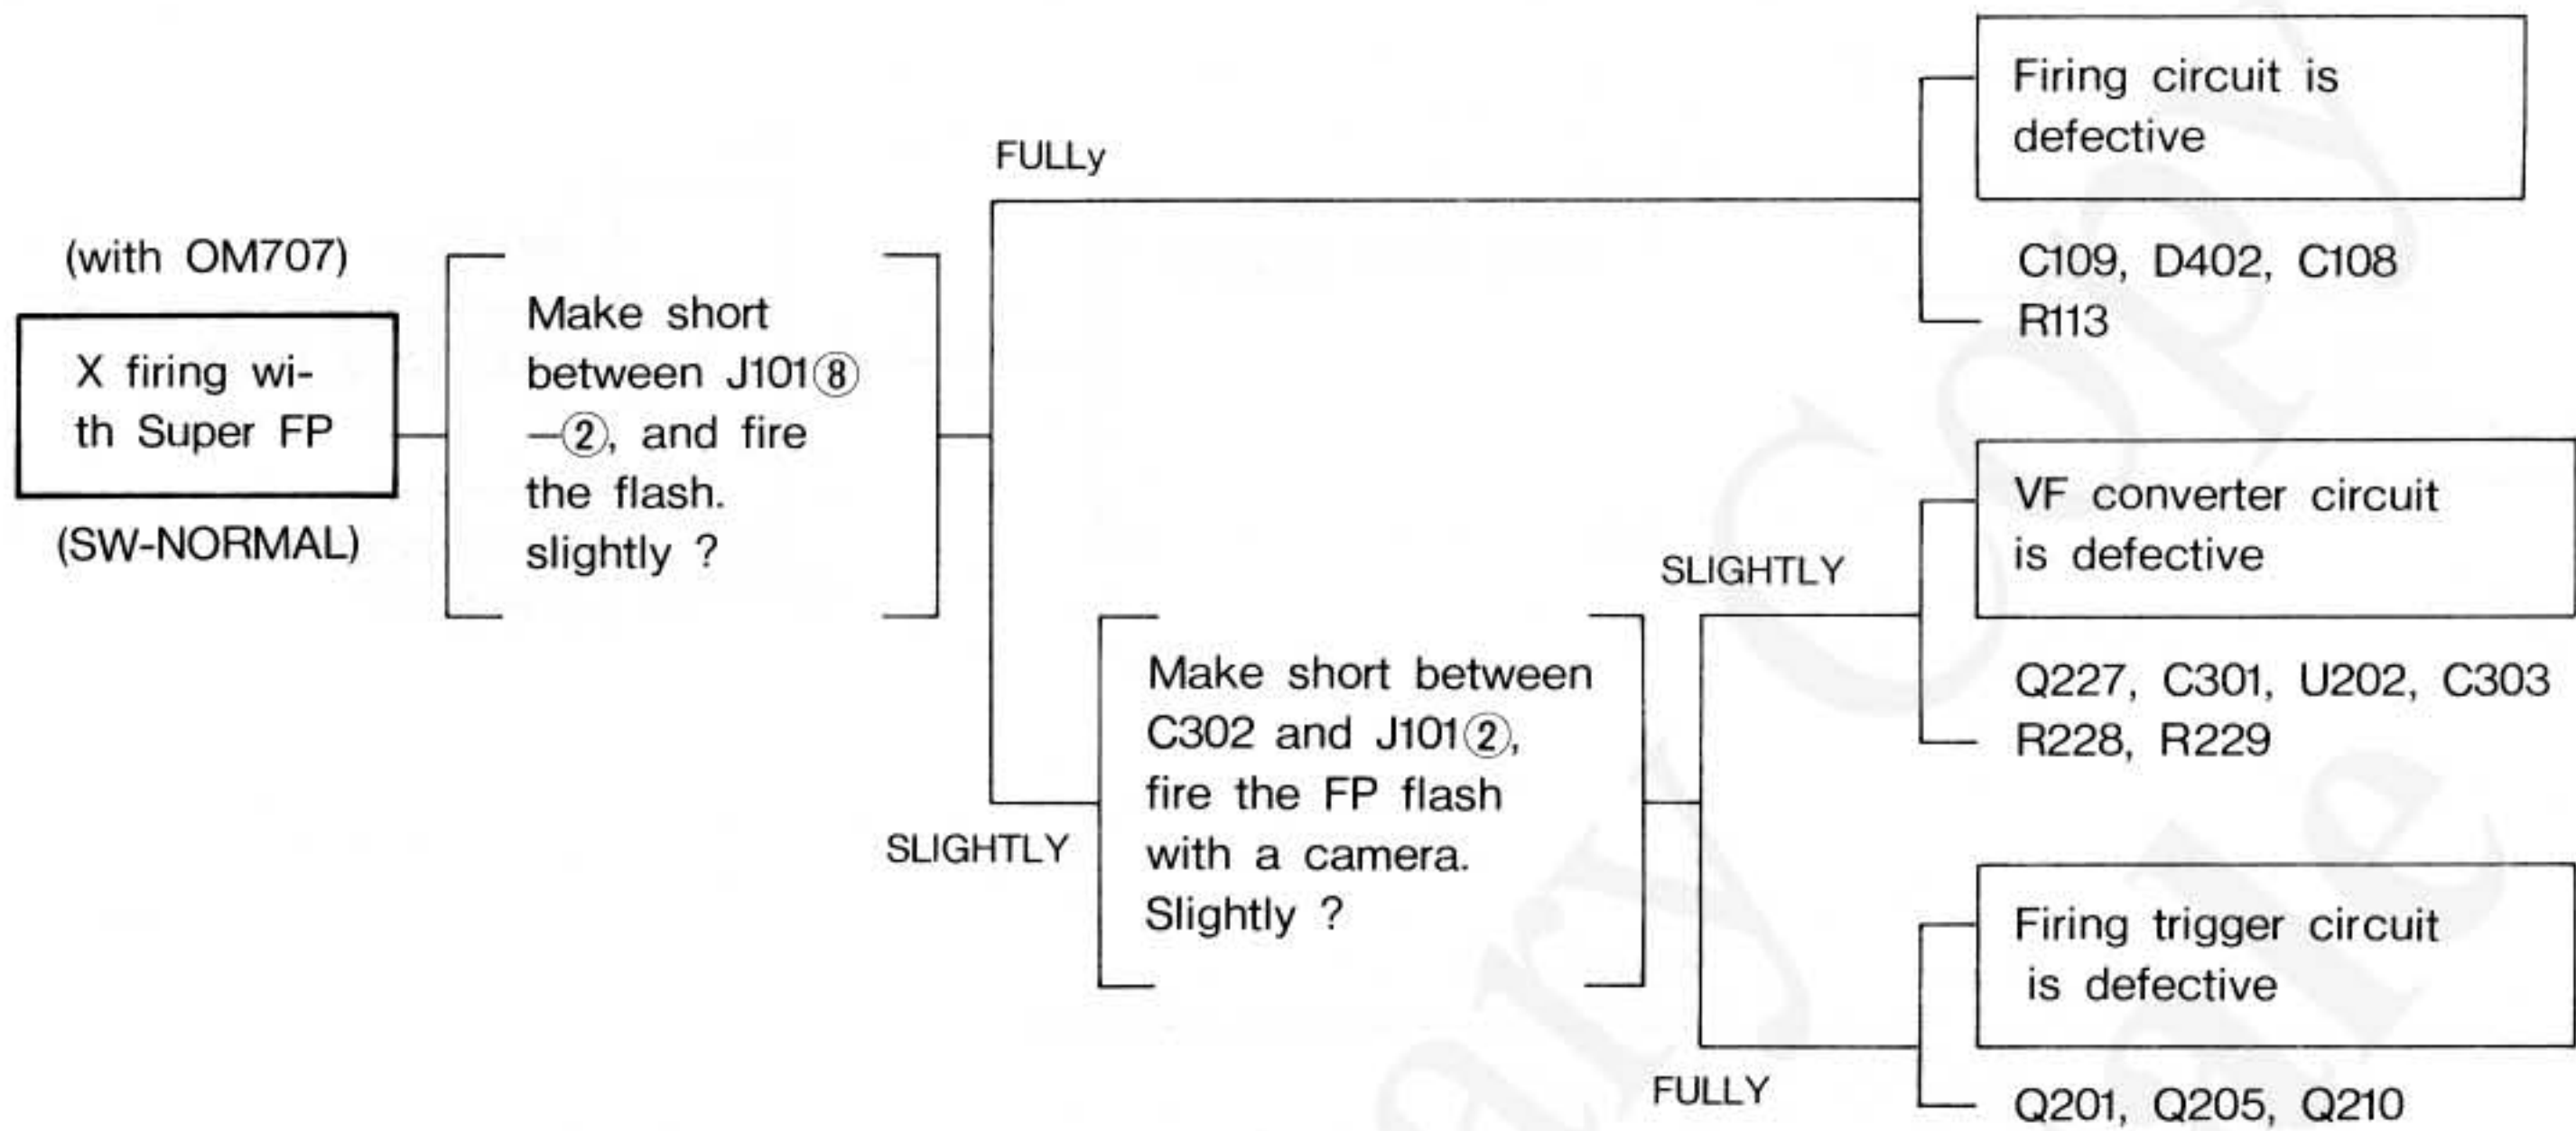 (with OM707)
X firing wi-
th Super FP
(SW-NORMAL)
Make short
between J101⑧
—②, and fire
the flash.
slightly ?
FULLy
Firing circuit is
defective
C109, D402, C108
R113
SLIGHTLY
Make short between
C302 and J101②,
fire the FP flash
with a camera.
Slightly ?
SLIGHTLY
VF converter circuit
is defective
Q227, C301, U202, C303
R228, R229
FULLY
Firing trigger circuit
is defective
Q201, Q205, Q210